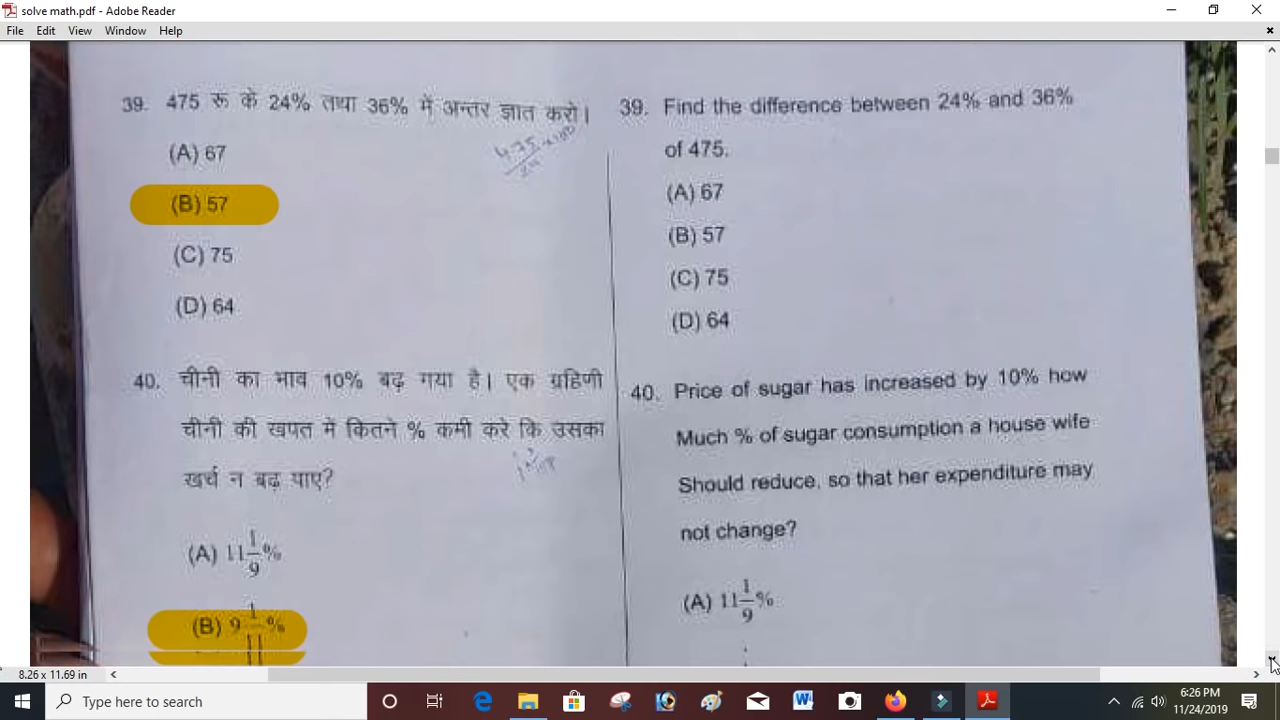 solve math.pdf - Adobe Reader
File Edit View Window Help
39. 475 रू के 24% तथा 36% में अन्तर ज्ञात करो।
(A) 67
(B) 57
(C) 75
(D) 64
40. चीनी का भाव 10% बढ़ गया है। एक ग्रहिणी
चीनी की खपत में कितने % कमी करे कि उसका
खर्च न बढ़ पाए?
(A) 11 1/9 %
(B) 9 1/11 %
39. Find the difference between 24% and 36%
of 475.
(A) 67
(B) 57
(C) 75
(D) 64
40. Price of sugar has increased by 10% how
Much % of sugar consumption a house wife
Should reduce, so that her expenditure may
not change?
(A) 11 1/9 %
8.26 x 11.69 in
Type here to search
6:26 PM
11/24/2019